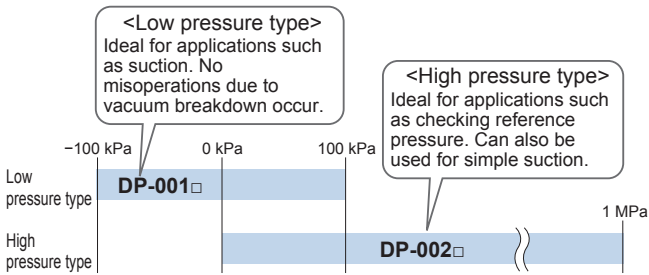 <Low pressure type>
Ideal for applications such
as suction. No
misoperations due to
vacuum breakdown occur.
<High pressure type>
Ideal for applications such
as checking reference
pressure. Can also be
used for simple suction.
−100 kPa 0 kPa 100 kPa
1 MPa
Low
pressure type
DP-001□
High
pressure type
DP-002□